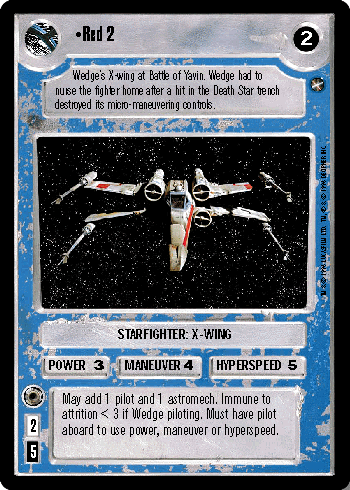 •Red 2
2
Wedge's X-wing at Battle of Yavin. Wedge had to
nurse the fighter home after a hit in the Death Star trench
destroyed its micro-maneuvering controls.
STARFIGHTER: X-WING
POWER 3
MANEUVER 4
HYPERSPEED 5
May add 1 pilot and 1 astromech. Immune to
attrition < 3 if Wedge piloting. Must have pilot
aboard to use power, maneuver or hyperspeed.
2
5